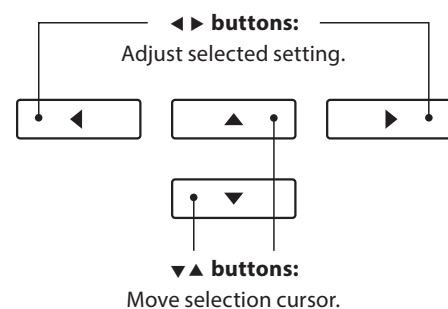 ◀ ▶ buttons:
Adjust selected setting.
▼▲ buttons:
Move selection cursor.